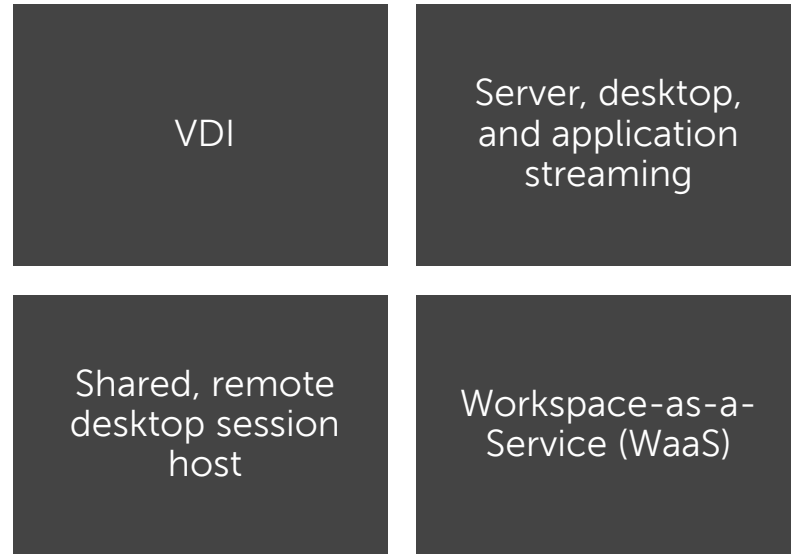 VDI
Server, desktop,
and application
streaming
Shared, remote
desktop session
host
Workspace-as-a-
Service (WaaS)